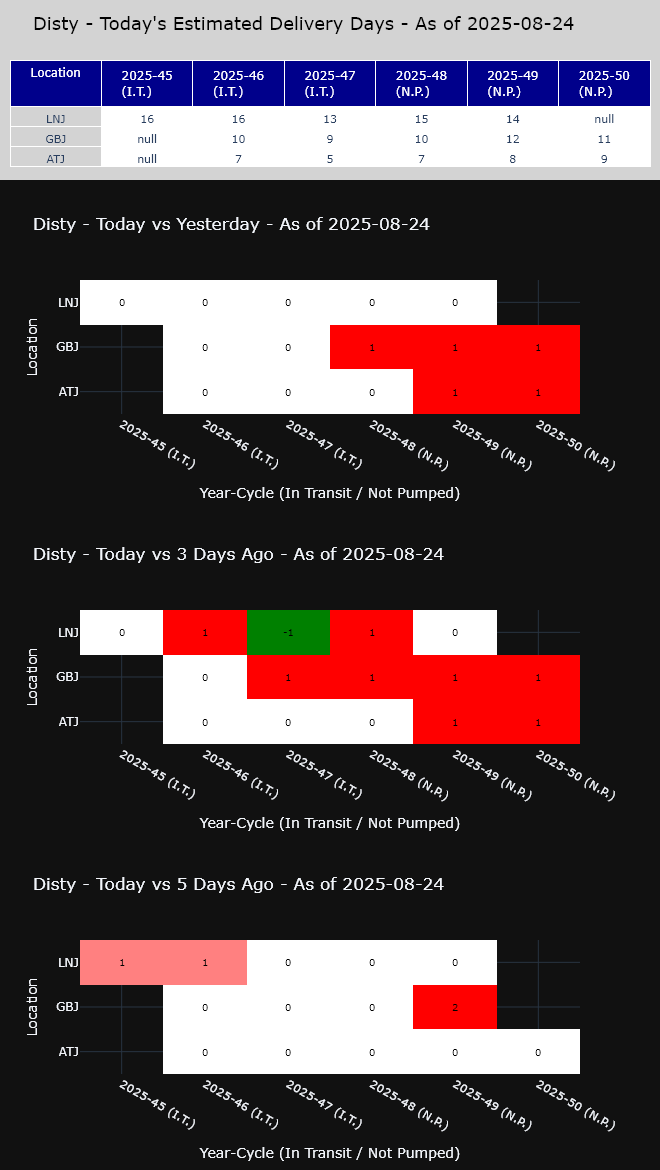 Disty - Today's Estimated Delivery Days - As of 2025-08-24
Location 2025-45 (I.T.) 2025-46 (I.T.) 2025-47 (I.T.) 2025-48 (N.P.) 2025-49 (N.P.) 2025-50 (N.P.)
LNJ 16 16 13 15 14 null
GBJ null 10 9 10 12 11
ATJ null 7 5 7 8 9
Disty - Today vs Yesterday - As of 2025-08-24
Location
LNJ 0 0 0 0 0
GBJ 0 0 1 1 1
ATJ 0 0 0 1 1
2025-45 (I.T.) 2025-46 (I.T.) 2025-47 (I.T.) 2025-48 (N.P.) 2025-49 (N.P.) 2025-50 (N.P.)
Year-Cycle (In Transit / Not Pumped)
Disty - Today vs 3 Days Ago - As of 2025-08-24
Location
LNJ 0 1 -1 1 0
GBJ 0 1 1 1 1
ATJ 0 0 0 1 1
2025-45 (I.T.) 2025-46 (I.T.) 2025-47 (I.T.) 2025-48 (N.P.) 2025-49 (N.P.) 2025-50 (N.P.)
Year-Cycle (In Transit / Not Pumped)
Disty - Today vs 5 Days Ago - As of 2025-08-24
Location
LNJ 1 1 0 0 0
GBJ 0 0 0 2
ATJ 0 0 0 0 0
2025-45 (I.T.) 2025-46 (I.T.) 2025-47 (I.T.) 2025-48 (N.P.) 2025-49 (N.P.) 2025-50 (N.P.)
Year-Cycle (In Transit / Not Pumped)